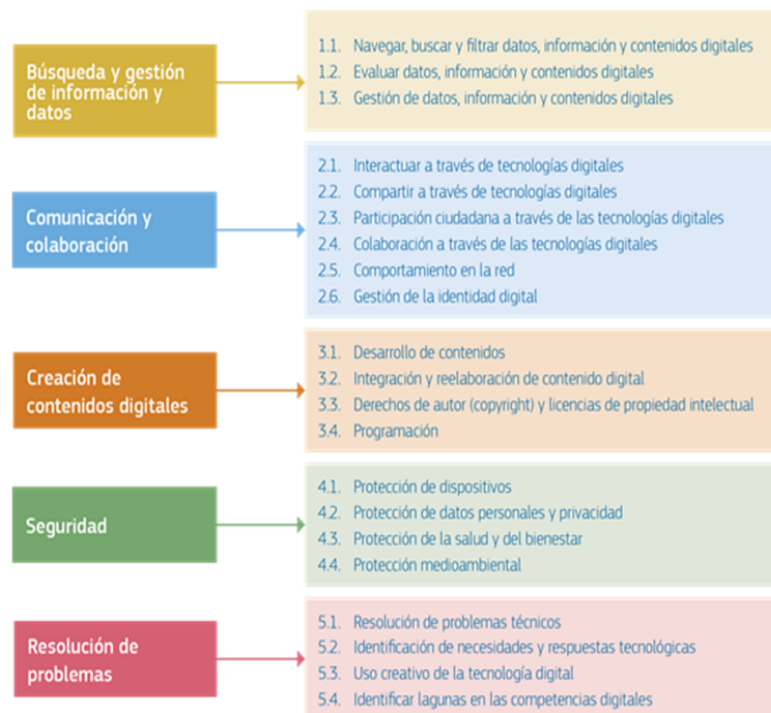 Búsqueda y gestión
de información y
datos
1.1. Navegar, buscar y filtrar datos, información y contenidos digitales
1.2. Evaluar datos, información y contenidos digitales
1.3. Gestión de datos, información y contenidos digitales
Comunicación y
colaboración
2.1. Interactuar a través de tecnologías digitales
2.2. Compartir a través de tecnologías digitales
2.3. Participación ciudadana a través de las tecnologías digitales
2.4. Colaboración a través de las tecnologías digitales
2.5. Comportamiento en la red
2.6. Gestión de la identidad digital
Creación de
contenidos digitales
3.1. Desarrollo de contenidos
3.2. Integración y reelaboración de contenido digital
3.3. Derechos de autor (copyright) y licencias de propiedad intelectual
3.4. Programación
Seguridad
4.1. Protección de dispositivos
4.2. Protección de datos personales y privacidad
4.3. Protección de la salud y del bienestar
4.4. Protección medioambiental
Resolución de
problemas
5.1. Resolución de problemas técnicos
5.2. Identificación de necesidades y respuestas tecnológicas
5.3. Uso creativo de la tecnología digital
5.4. Identificar lagunas en las competencias digitales